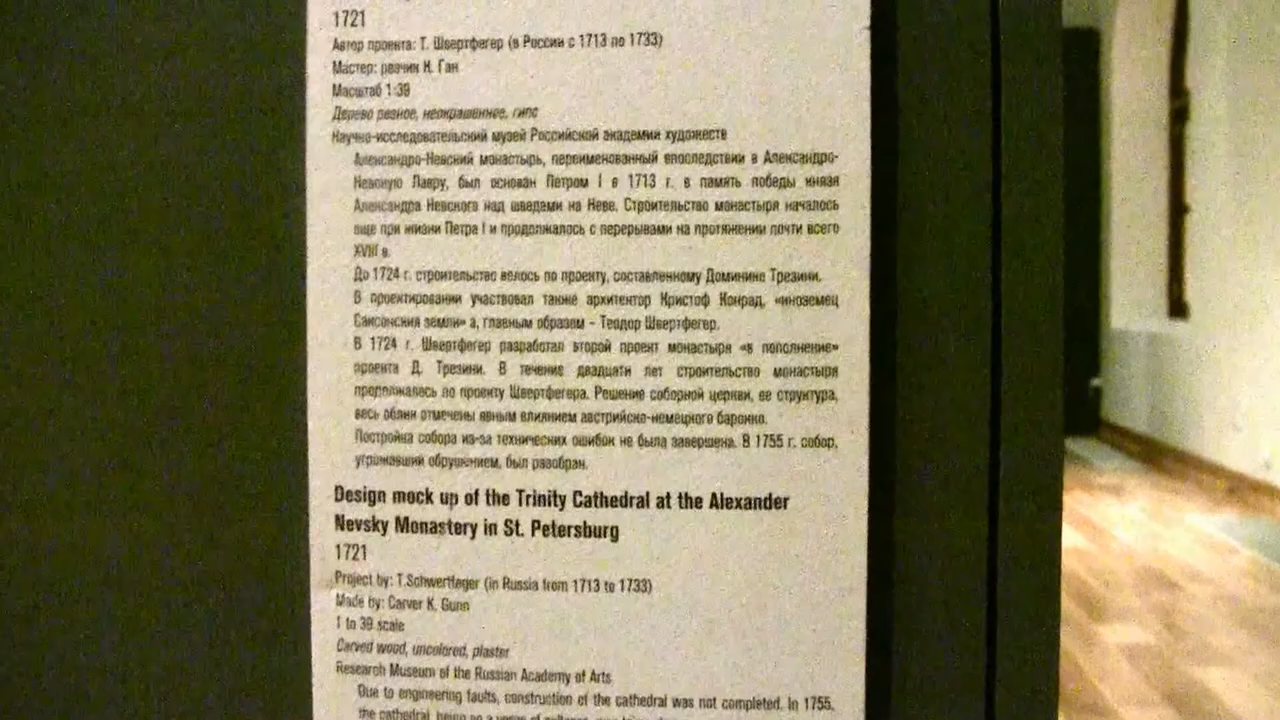 1721
Автор проекта: Т. Швертфегер (в России с 1713 по 1733)
Мастер: резчик К. Ган
Масштаб 1:39
Дерево резное, неокрашенное, гипс
Научно-исследовательский музей Российской академии художеств
Александро-Невский монастырь, переименованный впоследствии в Александро-
Невскую Лавру, был основан Петром I в 1713 г. в память победы князя
Александра Невского над шведами на Неве. Строительство монастыря началось
еще при жизни Петра I и продолжалось с перерывами на протяжении почти всего
XVIII в.
До 1724 г. строительство велось по проекту, составленному Доминико Трезини.
В проектировании участвовал также архитектор Кристоф Конрад, «иноземец
Саксонския земли» а, главным образом – Теодор Швертфегер.
В 1724 г. Швертфегер разработал второй проект монастыря «в пополнение»
проекта Д. Трезини. В течение двадцати лет строительство монастыря
продолжалось по проекту Швертфегера. Решение соборной церкви, ее структура,
весь облик отмечены явным влиянием австрийско-немецкого барокко.
Постройка собора из-за технических ошибок не была завершена. В 1755 г. собор,
угрожавший обрушением, был разобран.
Design mock up of the Trinity Cathedral at the Alexander
Nevsky Monastery in St. Petersburg
1721
Project by: T.Schwertfeger (in Russia from 1713 to 1733)
Made by: Carver K. Gunn
1 to 39 scale
Carved wood, uncolored, plaster
Research Museum of the Russian Academy of Arts
Due to engineering faults, construction of the cathedral was not completed. In 1755,
the cathedral, being on a verge of